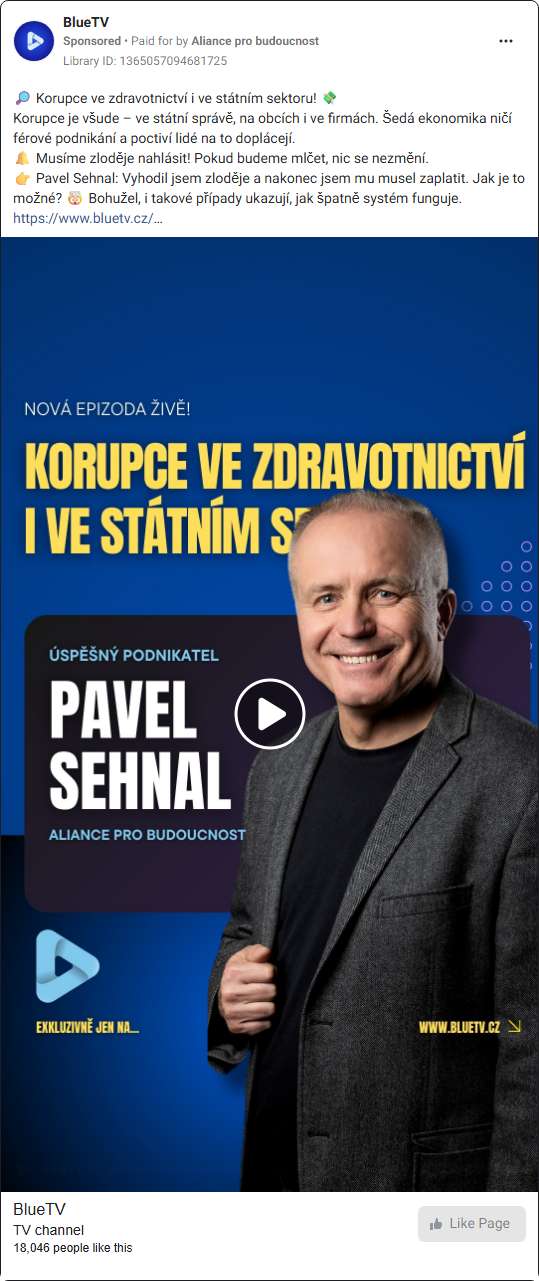 BlueTV
Sponsored • Paid for by Aliance pro budoucnost
Library ID: 1365057094681725
🔎 Korupce ve zdravotnictví i ve státním sektoru! 💸
Korupce je všude – ve státní správě, na obcích i ve firmách. Šedá ekonomika ničí
férové podnikání a poctiví lidé na to doplácejí.
🔔 Musíme zloděje nahlásit! Pokud budeme mlčet, nic se nezmění.
👉 Pavel Sehnal: Vyhodil jsem zloděje a nakonec jsem mu musel zaplatit. Jak je to
možné? 🤯 Bohužel, i takové případy ukazují, jak špatně systém funguje.
https://www.bluetv.cz/...
NOVÁ EPIZODA ŽIVĚ!
KORUPCE VE ZDRAVOTNICTVÍ
I VE STÁTNÍM
ÚSPĚŠNÝ PODNIKATEL
PAVEL
SEHNAL
ALIANCE PRO BUDOUCNOST
EXKLUZIVNĚ JEN NA...
WWW.BLUETV.CZ
BlueTV
TV channel
18,046 people like this
Like Page